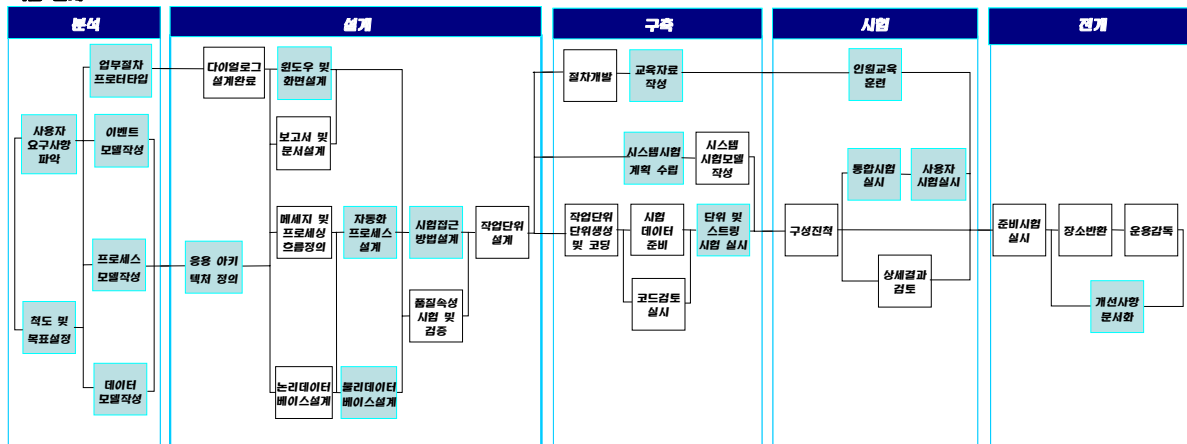 분석
설계
구축
시험
전개
업무절차
프로터타입
사용자
요구사항
파악
이벤트
모델작성
프로세스
모델작성
척도 및
목표설정
데이터
모델작성
다이얼로그
설계완료
윈도우 및
화면설계
보고서 및
문서설계
메세지 및
프로세싱
흐름정의
자동화
프로세스
설계
시험접근
방법설계
작업단위
설계
응용 아키
텍처 정의
품질속성
시험 및
검증
논리데이터
베이스설계
물리데이터
베이스설계
절차개발
교육자료
작성
시스템시험
계획 수립
시스템
시험모델
작성
작업단위
단위생성
및 코딩
시험
데이터
준비
단위 및
스트링
시험 실시
코드검토
실시
인원교육
훈련
통합시험
실시
사용자
시험실시
구성진척
상세결과
검토
준비시험
실시
장소반환
운용감독
개선사항
문서화